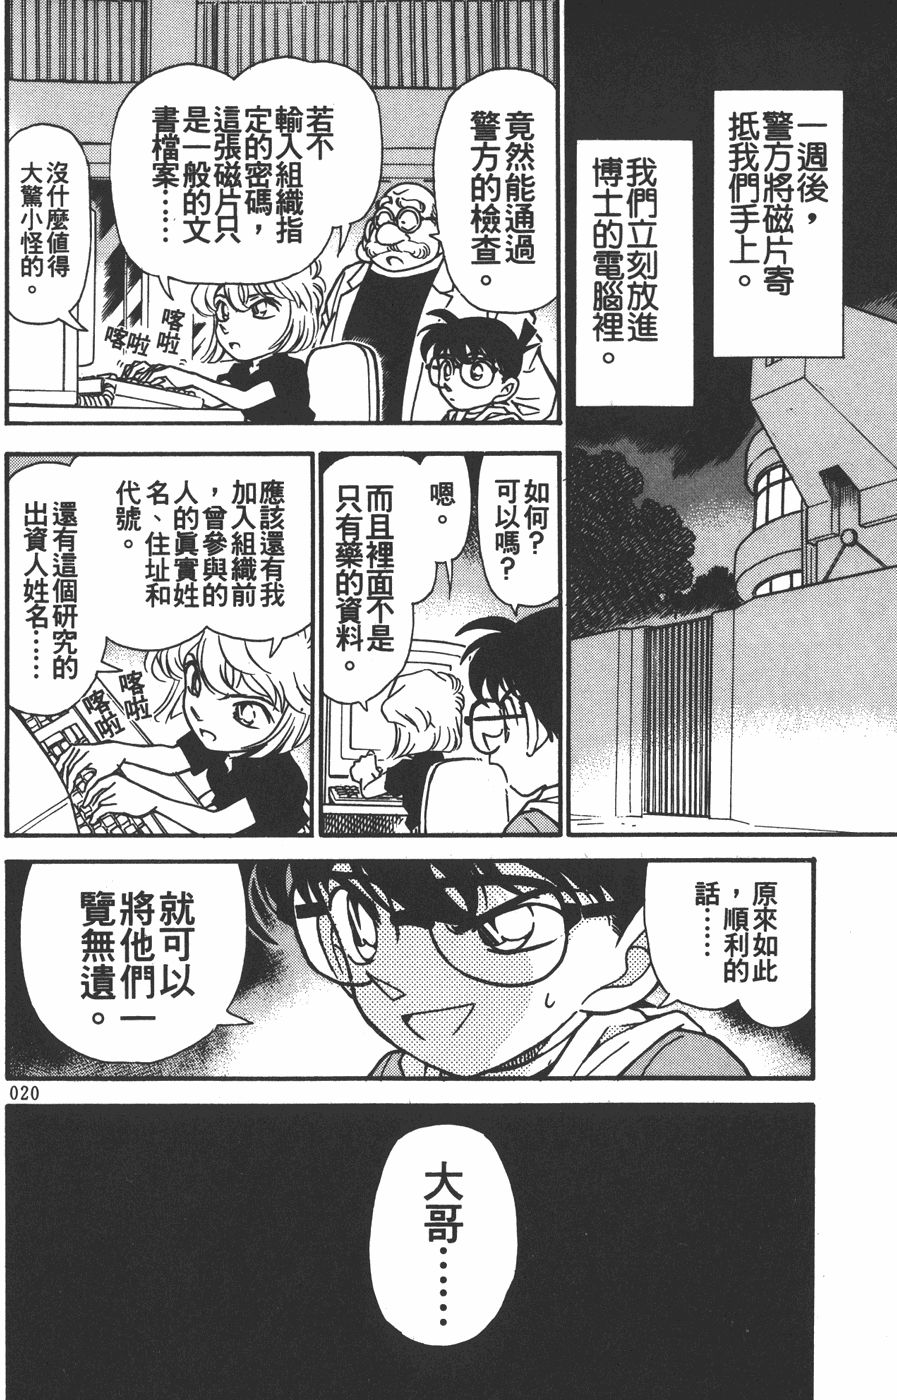 一週後，
警方將磁片寄
抵我們手上。
我們立刻放進
博士的電腦裡。
竟然能通過
警方的檢查。
若不
輸入組織指
定的密碼，
這張磁片只
是一般的文
書檔案……
沒什麼值得
大驚小怪的。
喀啦
喀啦
如何？
可以嗎？
嗯。
而且裡面不是
只有藥的資料。
應該還有我
加入組織前
，曾參與的
人的眞實姓
名、住址和
代號。
還有這個研究的
出資人姓名……
喀啦
喀啦
原來如此
，順利的
話……
就可以
將他們一
覽無遺。
020
大哥……